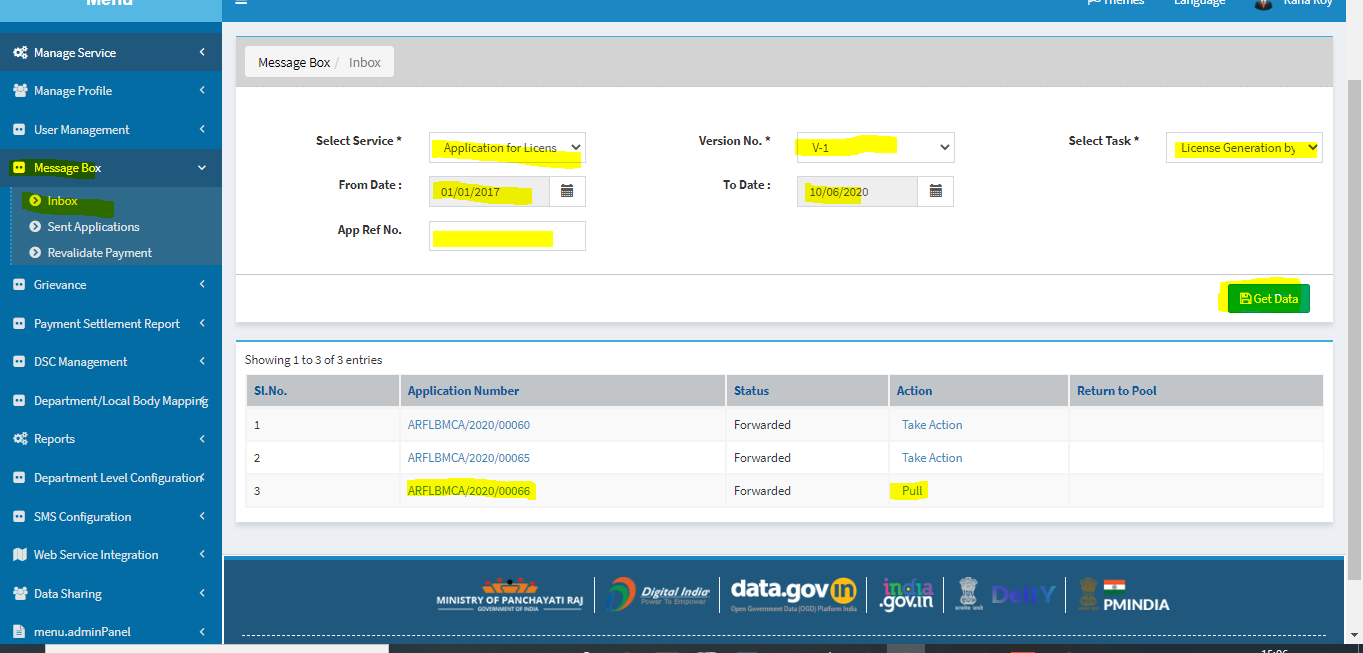 Menu
Themes
Language
Rana Roy
Manage Service
Manage Profile
User Management
Message Box
Inbox
Sent Applications
Revalidate Payment
Grievance
Payment Settlement Report
DSC Management
Department/Local Body Mapping
Reports
Department Level Configuration
SMS Configuration
Web Service Integration
Data Sharing
menu.adminPanel
Message Box / Inbox
Select Service * Application for Licens
Version No. * V-1
Select Task * License Generation by
From Date : 01/01/2017
To Date : 10/06/2020
App Ref No.
Get Data
Showing 1 to 3 of 3 entries
Sl.No. Application Number Status Action Return to Pool
1 ARFLBMCA/2020/00060 Forwarded Take Action
2 ARFLBMCA/2020/00065 Forwarded Take Action
3 ARFLBMCA/2020/00066 Forwarded Pull
MINISTRY OF PANCHAYATI RAJ
GOVERNMENT OF INDIA
Digital India
Power To Empower
data.gov in
Open Government Data (OGD) Platform India
india
.gov.in
DeitY
PMINDIA
15:06